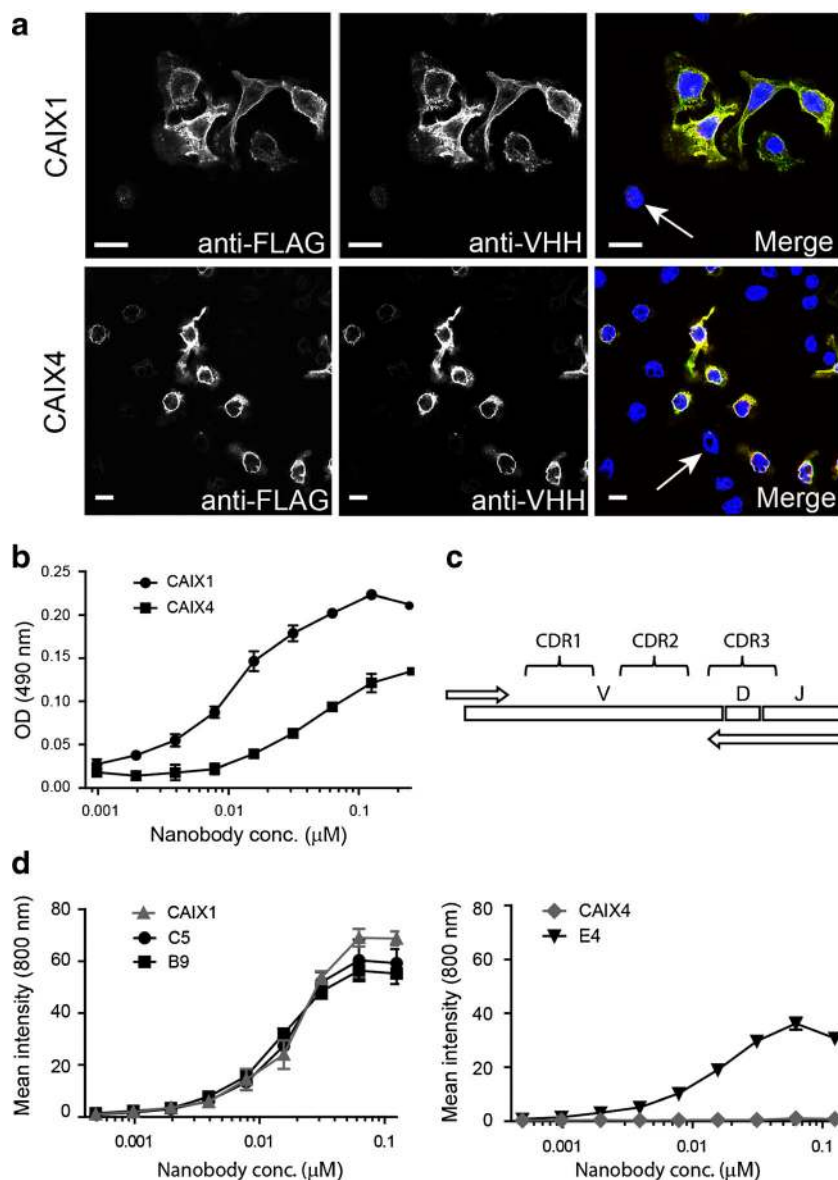 a
CAIX1
anti-FLAG
anti-VHH
Merge
CAIX4
anti-FLAG
anti-VHH
Merge
b
OD (490 nm)
0.25
0.20
0.15
0.10
0.05
0.00
CAIX1
CAIX4
0.001
0.01
0.1
Nanobody conc. (μM)
c
CDR1
CDR2
CDR3
V
D
J
d
Mean intensity (800 nm)
80
60
40
20
0
CAIX1
C5
B9
0.001
0.01
0.1
Nanobody conc. (μM)
Mean intensity (800 nm)
80
60
40
20
0
CAIX4
E4
0.001
0.01
0.1
Nanobody conc. (μM)